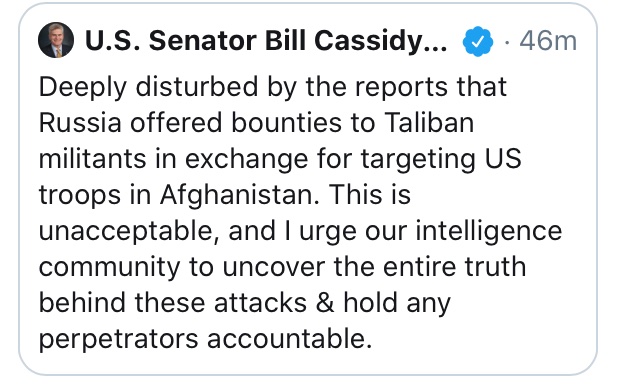 U.S. Senator Bill Cassidy... · 46m
Deeply disturbed by the reports that
Russia offered bounties to Taliban
militants in exchange for targeting US
troops in Afghanistan. This is
unacceptable, and I urge our intelligence
community to uncover the entire truth
behind these attacks & hold any
perpetrators accountable.